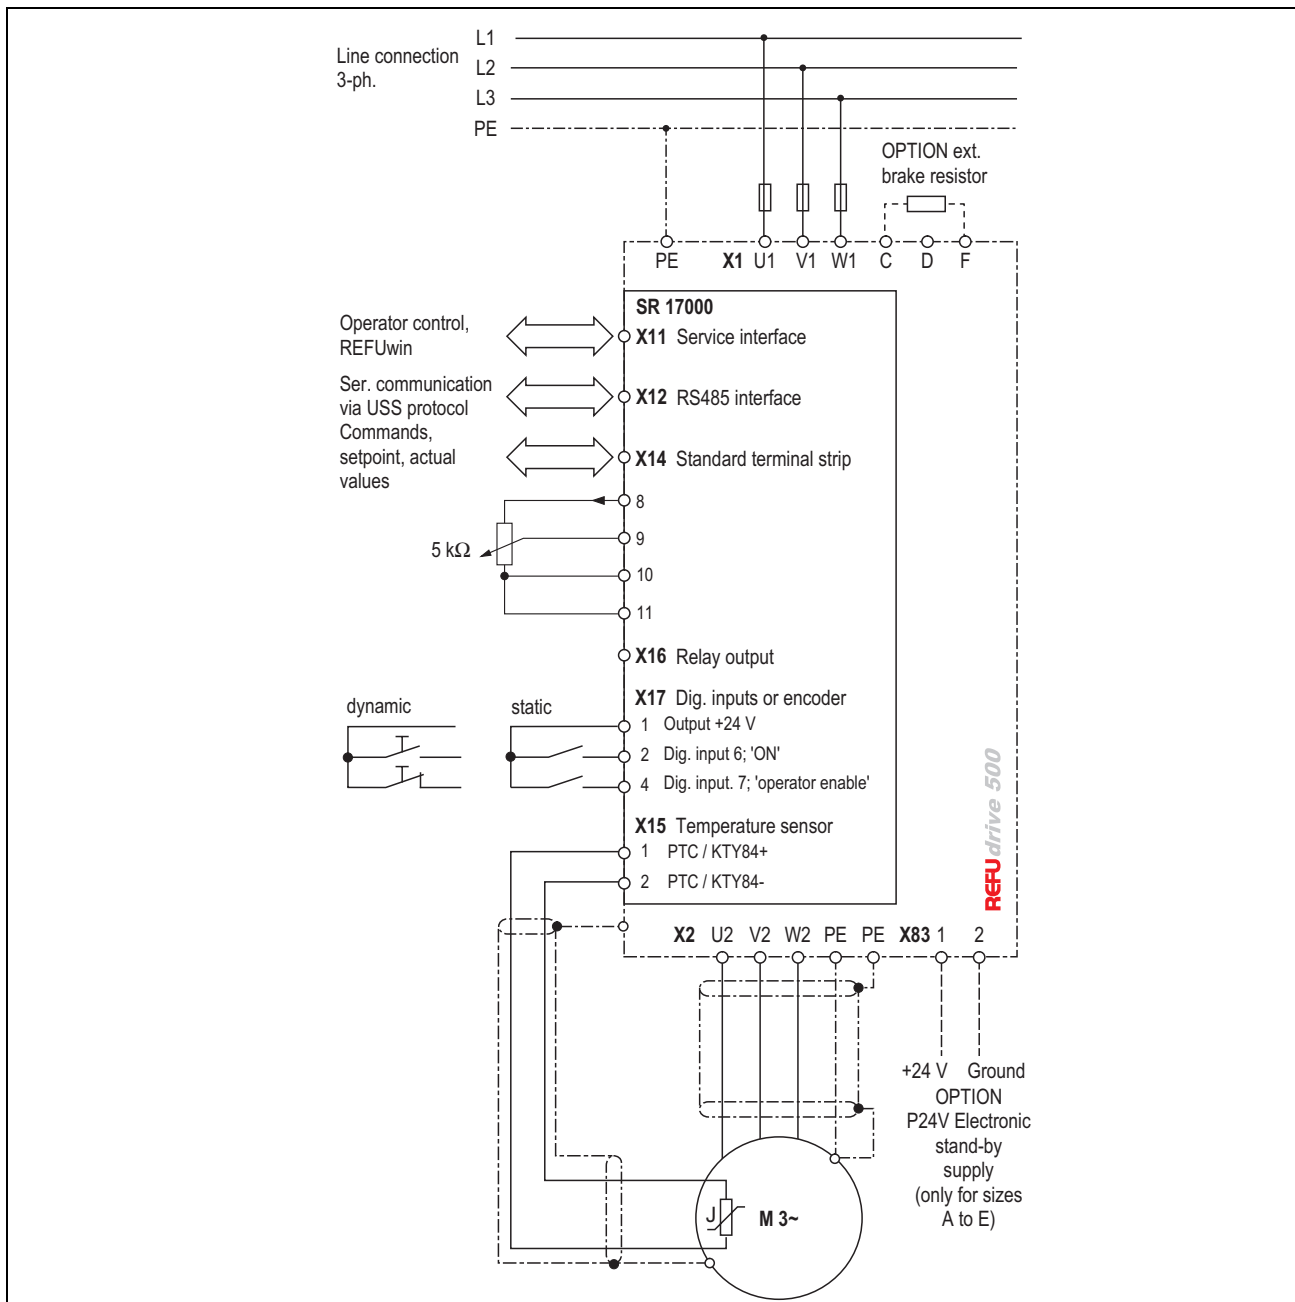 L1
Line connection
3-ph.
L2
L3
PE
OPTION ext.
brake resistor
PE X1 U1 V1 W1 C D F
SR 17000
Operator control,
REFUwin
X11 Service interface
Ser. communication
via USS protocol
X12 RS485 interface
Commands,
setpoint, actual
values
X14 Standard terminal strip
8
5 kΩ
9
10
11
X16 Relay output
X17 Dig. inputs or encoder
dynamic
static
1 Output +24 V
2 Dig. input 6; 'ON'
4 Dig. input. 7; 'operator enable'
X15 Temperature sensor
1 PTC / KTY84+
2 PTC / KTY84-
REFUdrive 500
X2 U2 V2 W2 PE PE X83 1 2
+24 V Ground
OPTION
P24V Electronic
stand-by
supply
(only for sizes
A to E)
J
M 3~